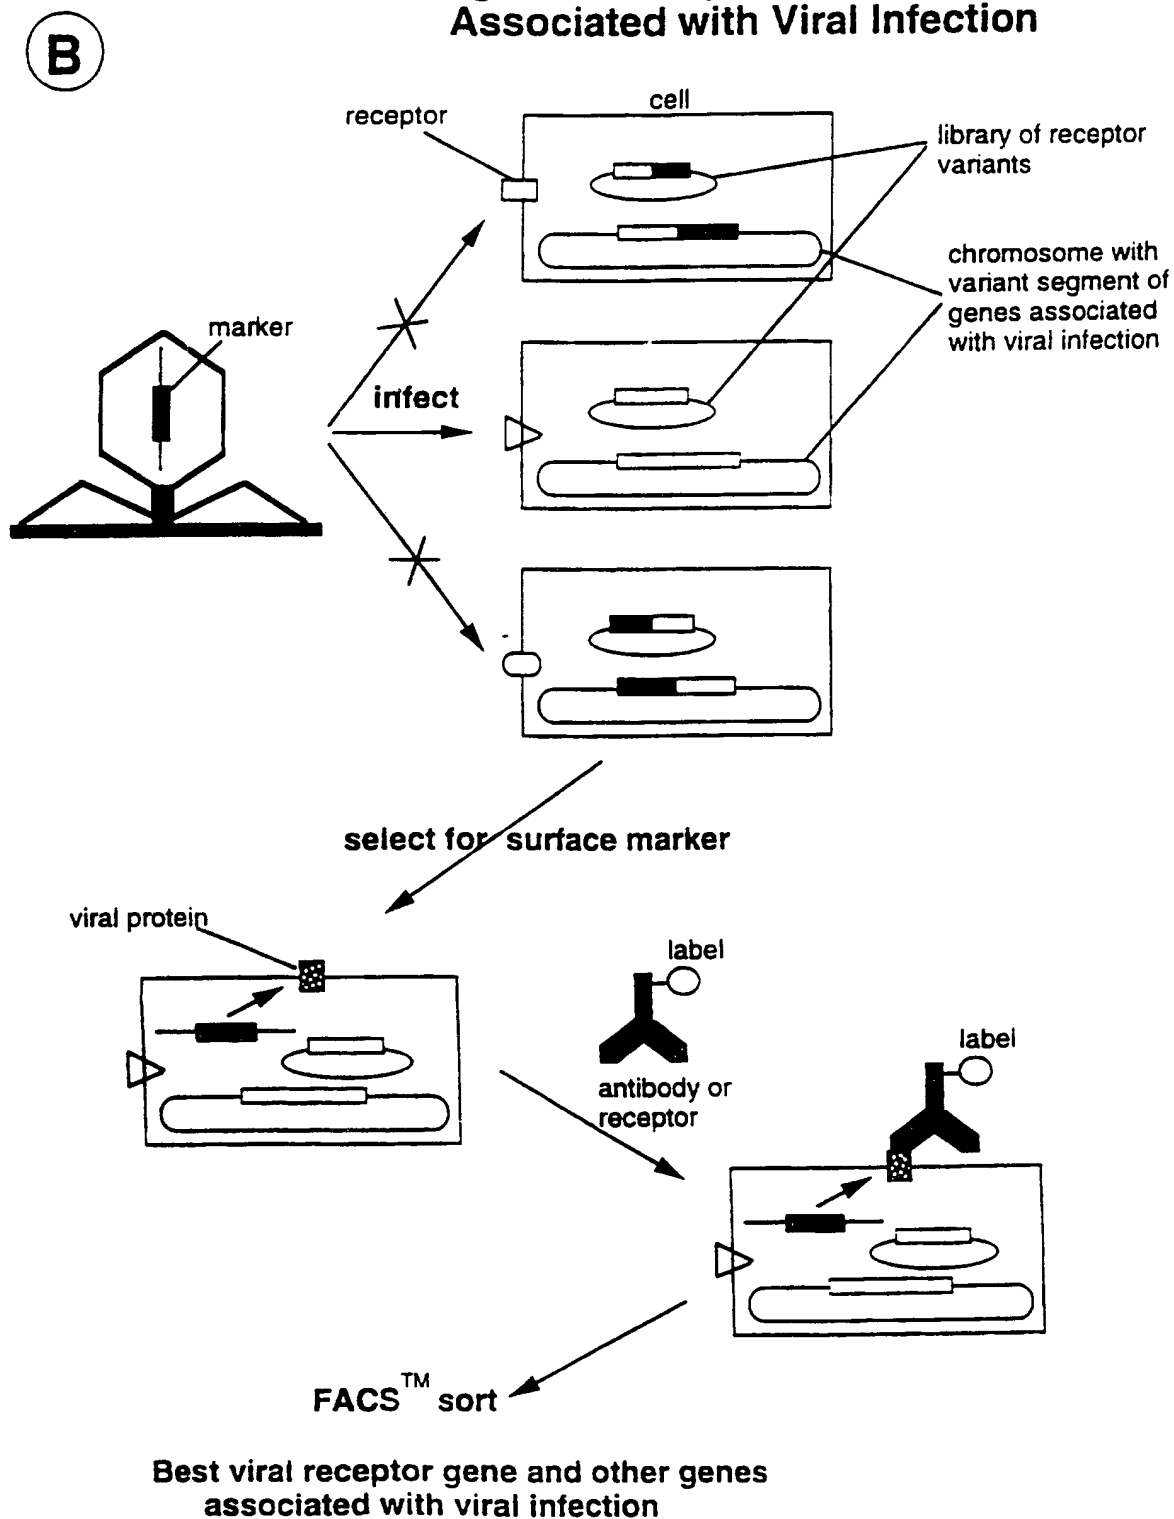 Associated with Viral Infection
B
cell
receptor
library of receptor
variants
chromosome with
variant segment of
genes associated
with viral infection
marker
infect
select for surface marker
viral protein
label
antibody or
receptor
label
FACS™ sort
Best viral receptor gene and other genes
associated with viral infection